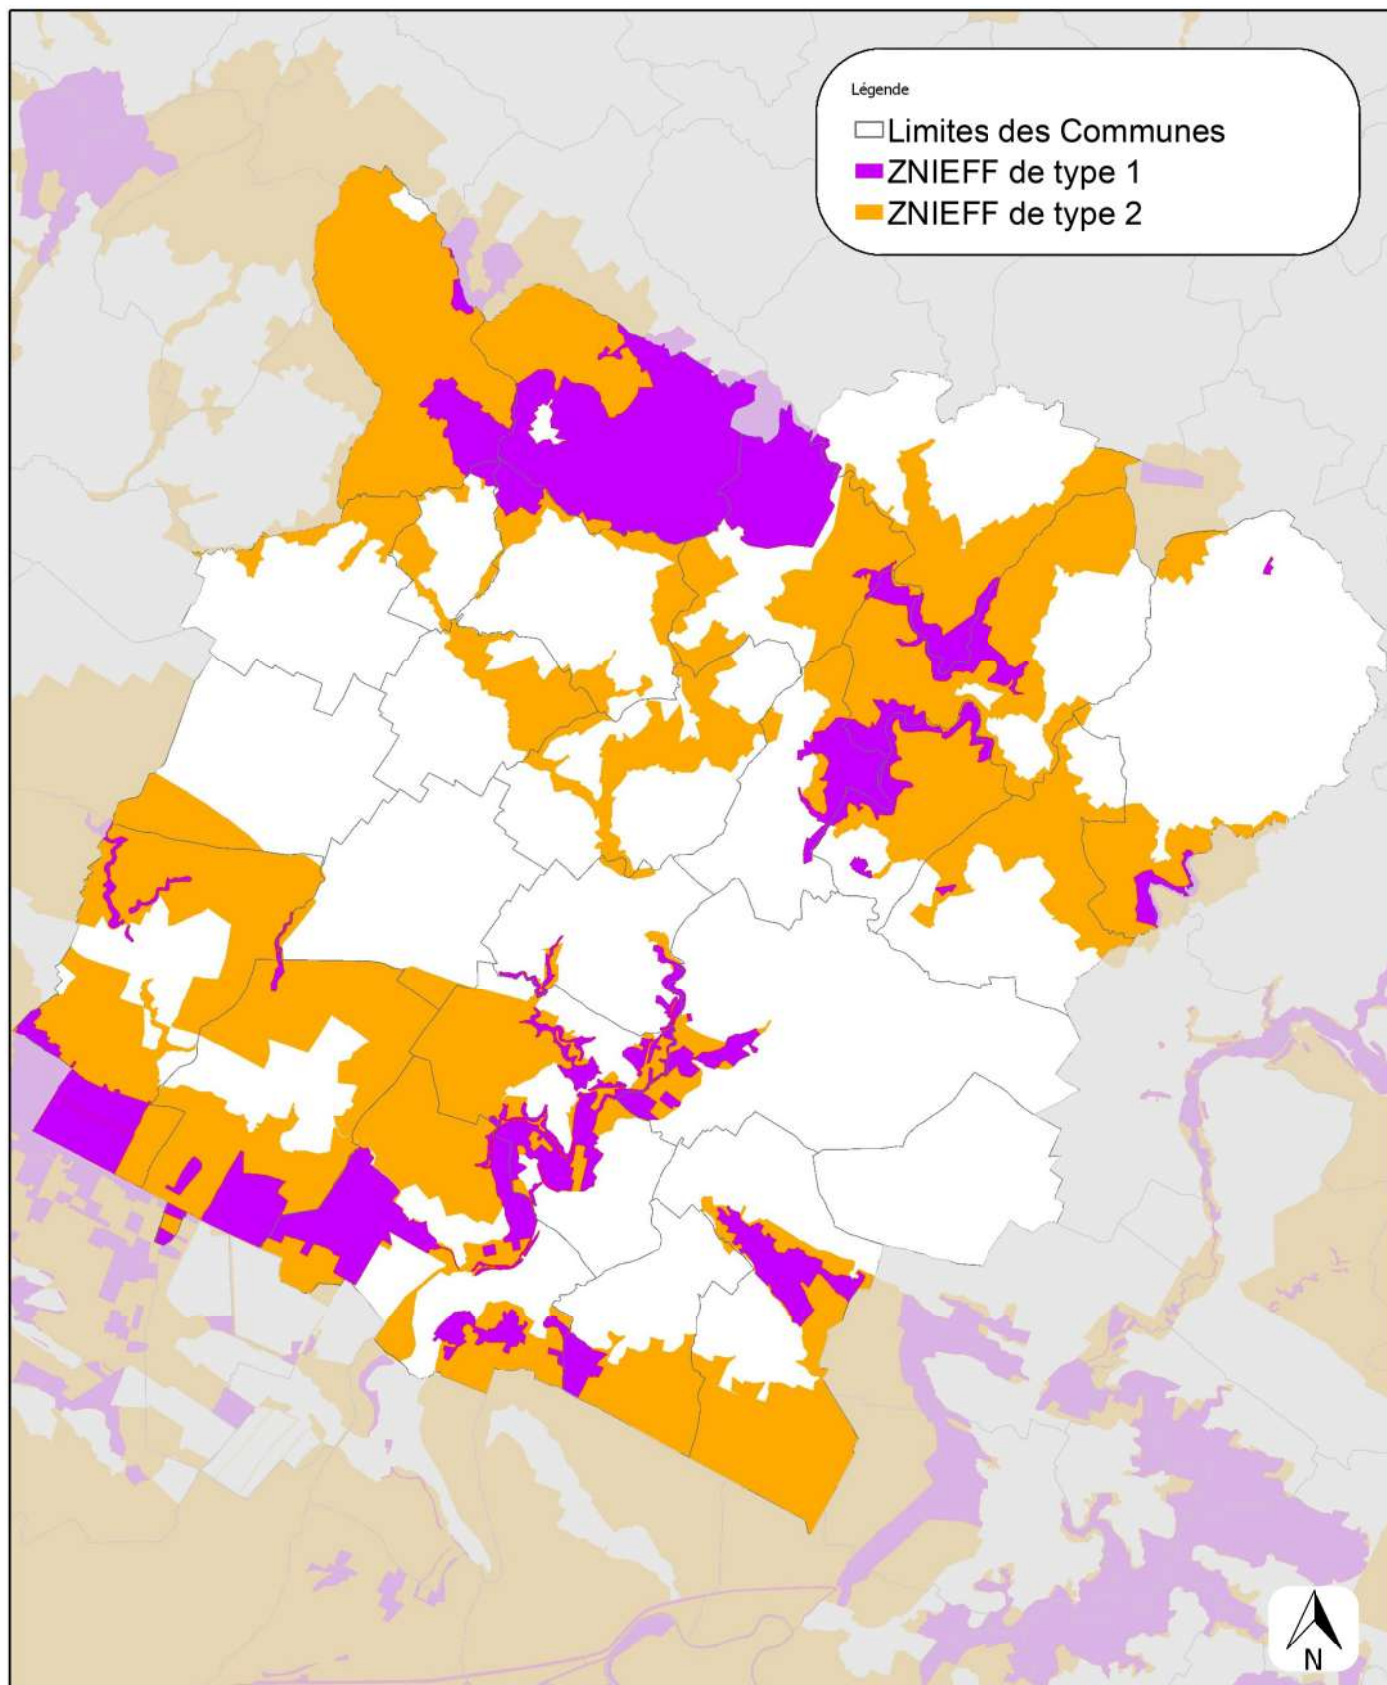 Légende
Limites des Communes
ZNIEFF de type 1
ZNIEFF de type 2
N